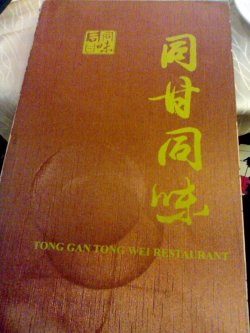 同甘同味
TONG GAN TONG WEI RESTAURANT